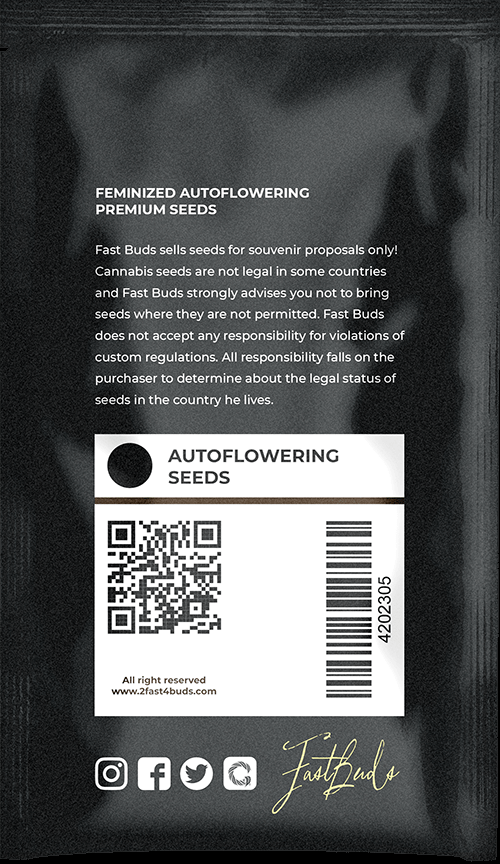 FEMINIZED AUTOFLOWERING
PREMIUM SEEDS
Fast Buds sells seeds for souvenir proposals only!
Cannabis seeds are not legal in some countries
and Fast Buds strongly advises you not to bring
seeds where they are not permitted. Fast Buds
does not accept any responsibility for violations of
custom regulations. All responsibility falls on the
purchaser to determine about the legal status of
seeds in the country he lives.
AUTOFLOWERING
SEEDS
4202305
All right reserved
www.2fast4buds.com
FastBuds